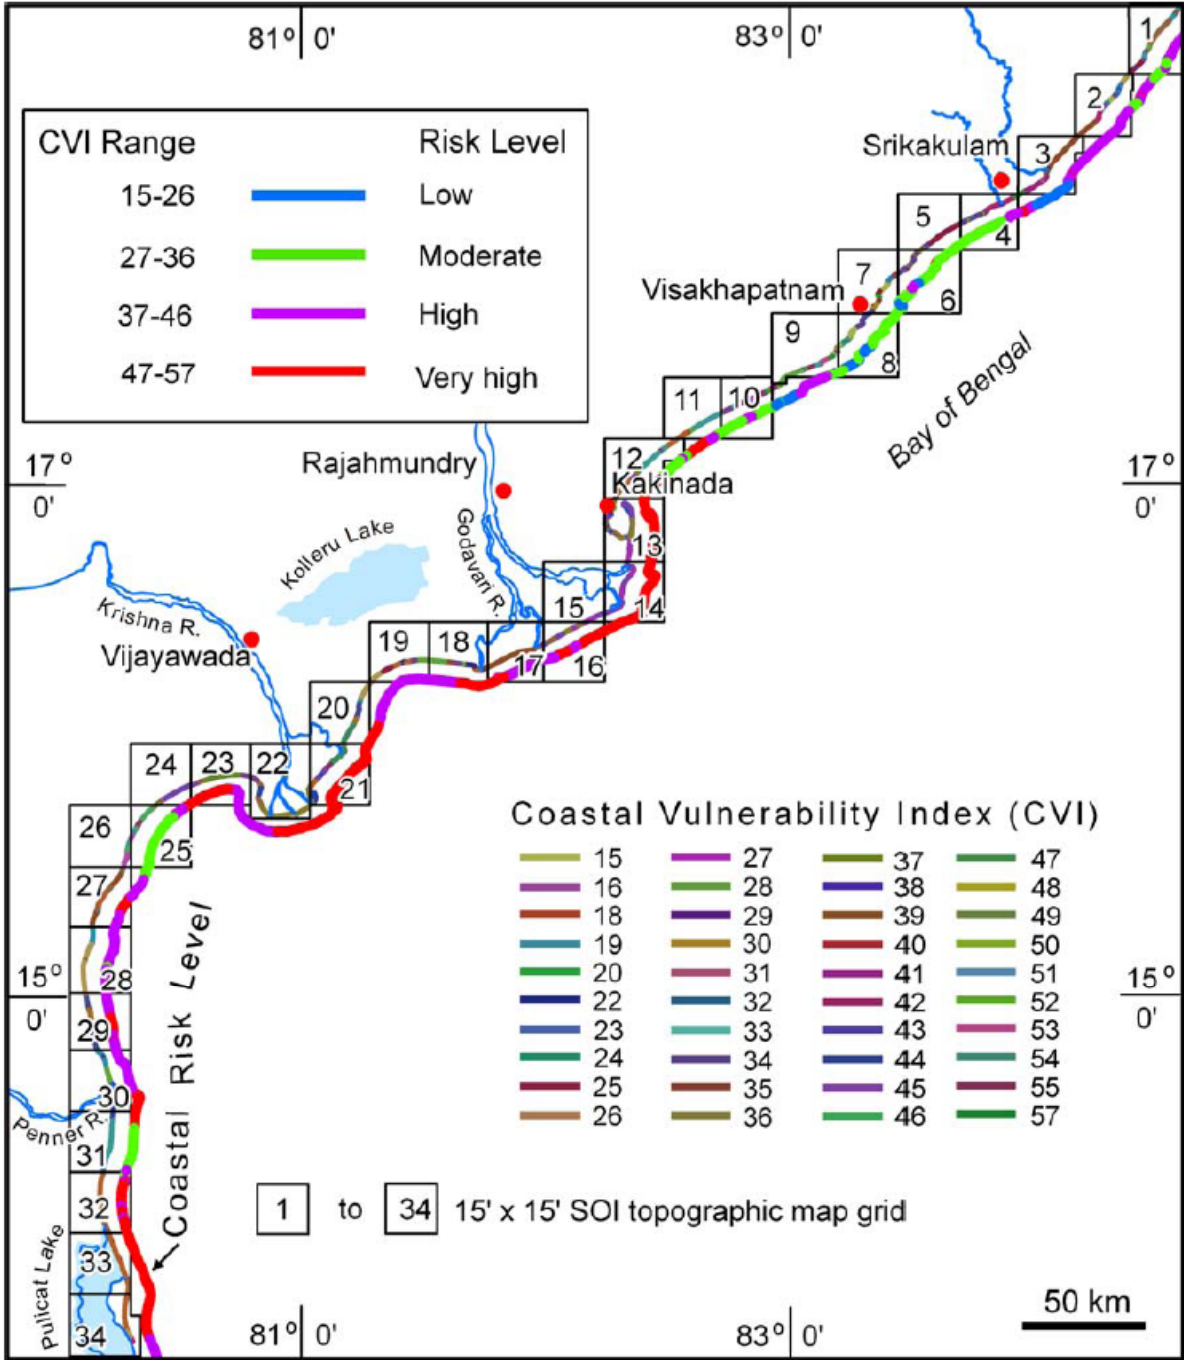 81° 0'
83° 0'
1
2
3
Srikakulam
CVI Range Risk Level
15-26 Low
27-36 Moderate
37-46 High
47-57 Very high
5
4
7
Visakhapatnam
6
9
8
Bay of Bengal
11
10
17°
0'
17°
0'
Rajahmundry
12
Kakinada
Kolleru Lake
Godavari R.
13
Krishna R.
15
14
Vijayawada
19
18
17
16
20
24
23
22
21
26
25
27
28
15°
0'
15°
0'
29
30
Penner R.
31
32
33
34
Pulicat Lake
Coastal Risk Level
Coastal Vulnerability Index (CVI)
15 27 37 47
16 28 38 48
18 29 39 49
19 30 40 50
20 31 41 51
22 32 42 52
23 33 43 53
24 34 44 54
25 35 45 55
26 36 46 57
1 to 34 15' x 15' SOI topographic map grid
50 km
81° 0'
83° 0'